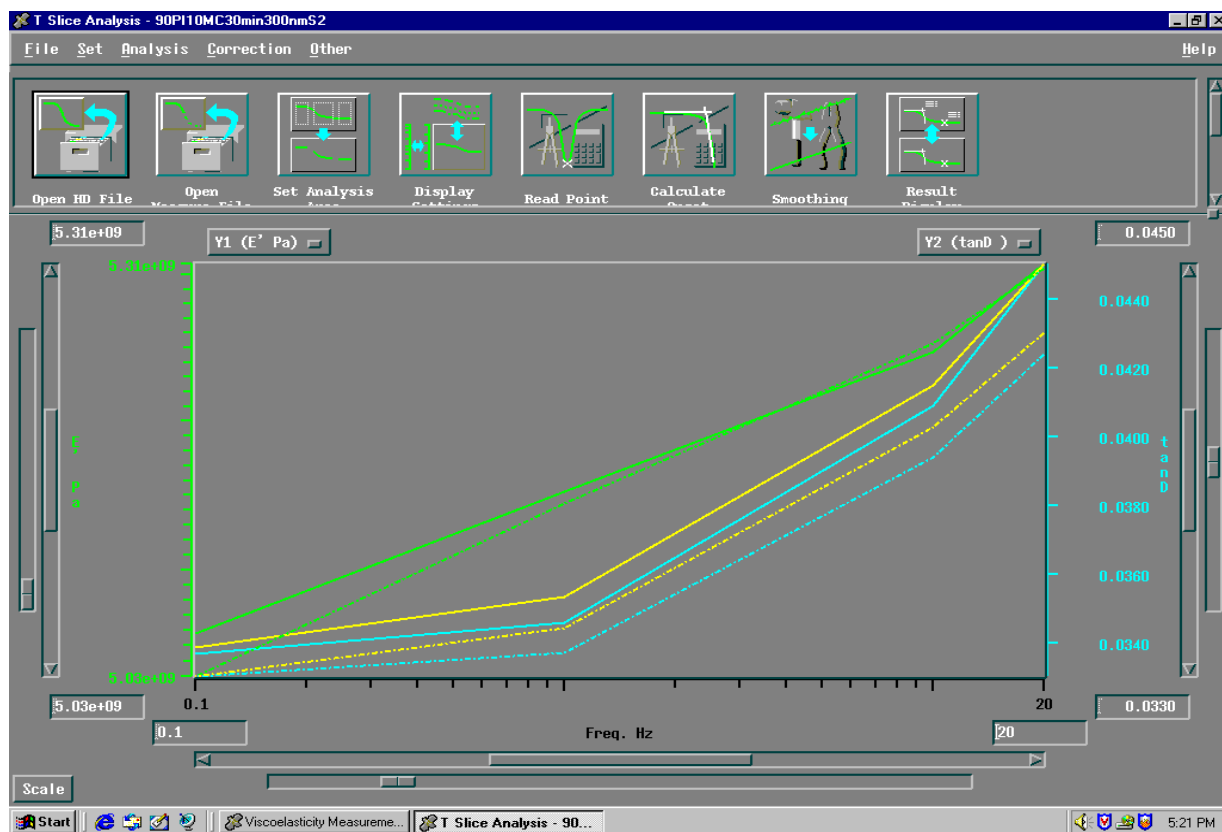 T Slice Analysis - 90PI10MC30min300nmS2
File Set Analysis Correction Other Help
Open HD File
Open
Set Analysis
Display
Read Point
Calculate
Smoothing
Result
5.31e+09
Y1 (E' Pa)
Y2 (tanD )
0.0450
5.31e+09
0.0440
0.0420
0.0400
0.0380
0.0360
0.0340
E' Pa
tanD
5.03e+09
5.03e+09
0.1
20
0.0330
0.1
Freq. Hz
20
Scale
Start
Viscoelasticity Measureme...
T Slice Analysis - 90...
5:21 PM